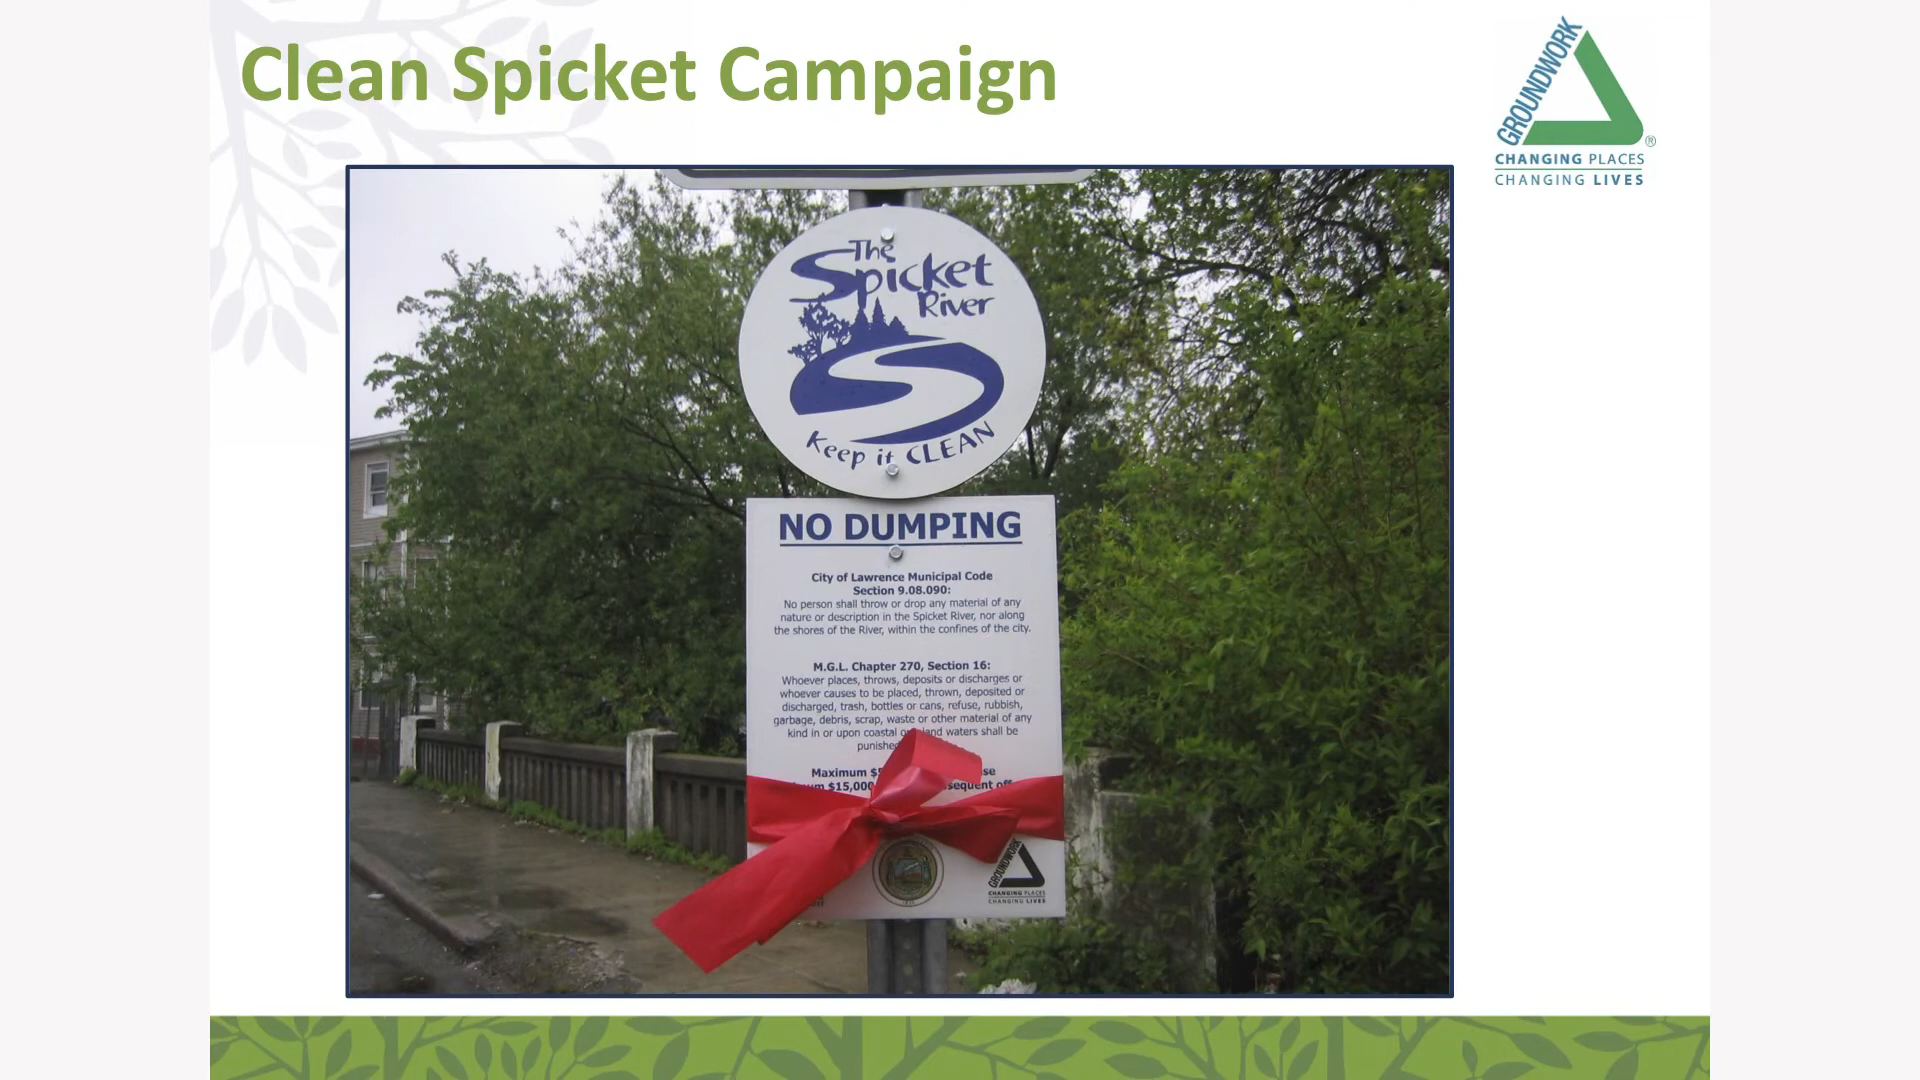 Clean Spicket Campaign
GROUNDWORK
®
CHANGING PLACES
CHANGING LIVES
The
Spicket
River
Keep it CLEAN
NO DUMPING
City of Lawrence Municipal Code
Section 9.08.090:
No person shall throw or drop any material of any
nature or description in the Spicket River, nor along
the shores of the River, within the confines of the city.
M.G.L. Chapter 270, Section 16:
Whoever places, throws, deposits or discharges or
whoever causes to be placed, thrown, deposited or
discharged, trash, bottles or cans, refuse, rubbish,
garbage, debris, scrap, waste or other material of any
kind in or upon coastal land waters shall be
Maximum
$15,000
GROUNDWORK
CHANGING PLACES
CHANGING LIVES